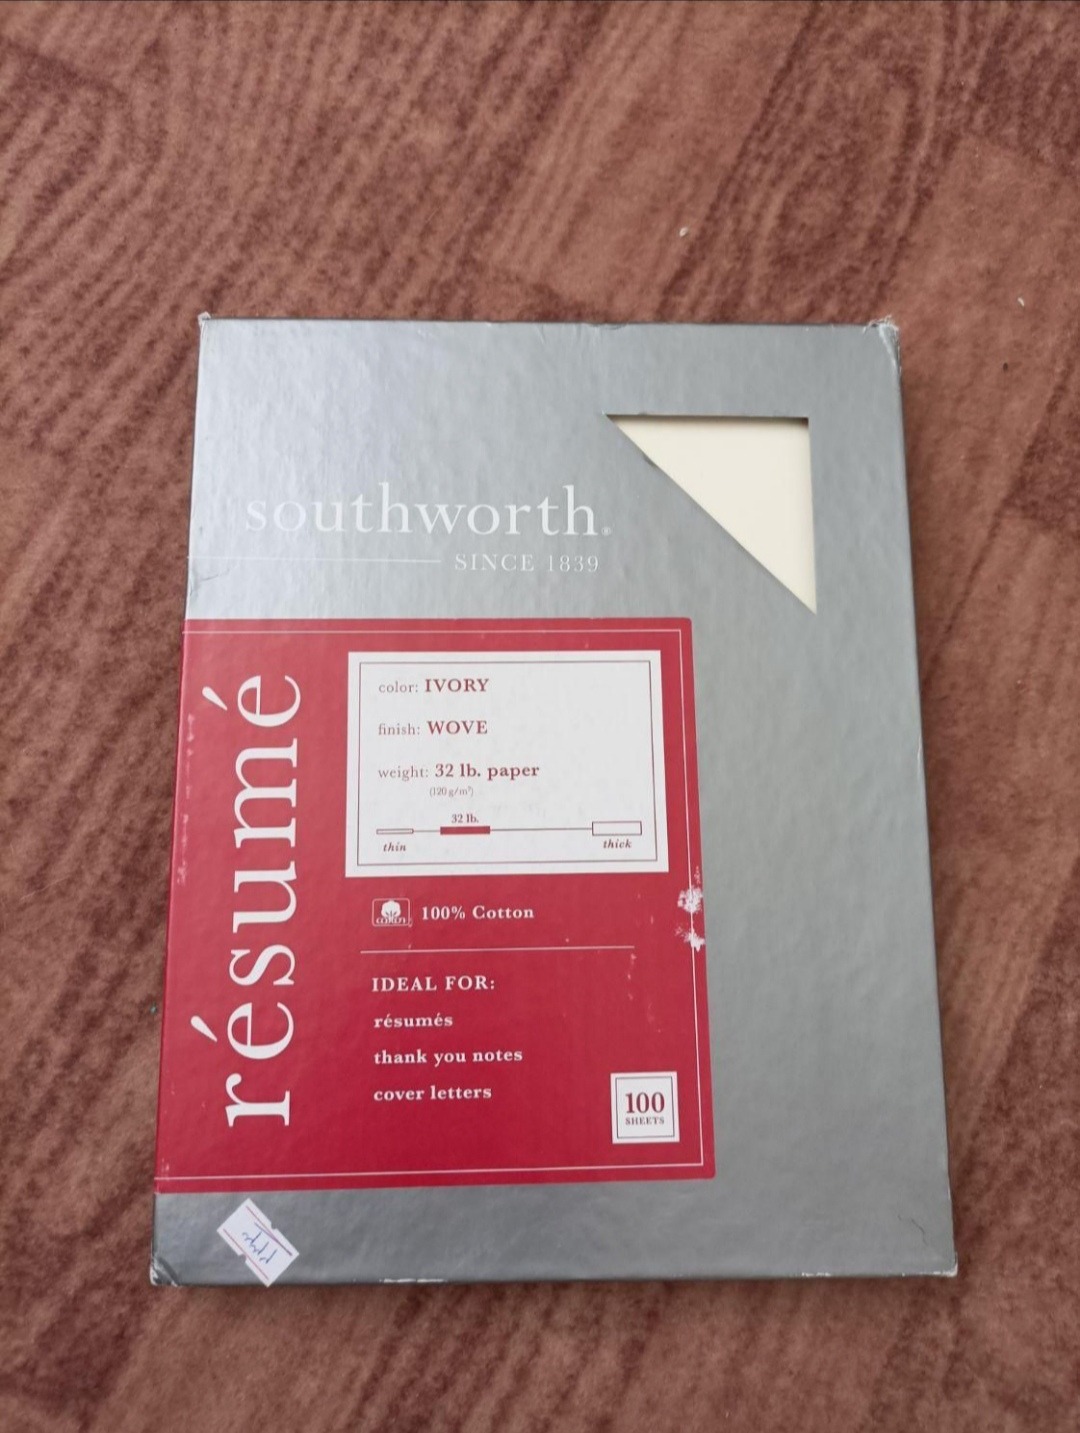 southworth®
SINCE 1839
résumé
color: IVORY
finish: WOVE
weight: 32 lb. paper
(120 g/m²)
32 lb.
thin
thick
100% Cotton
IDEAL FOR:
résumés
thank you notes
cover letters
100
SHEETS